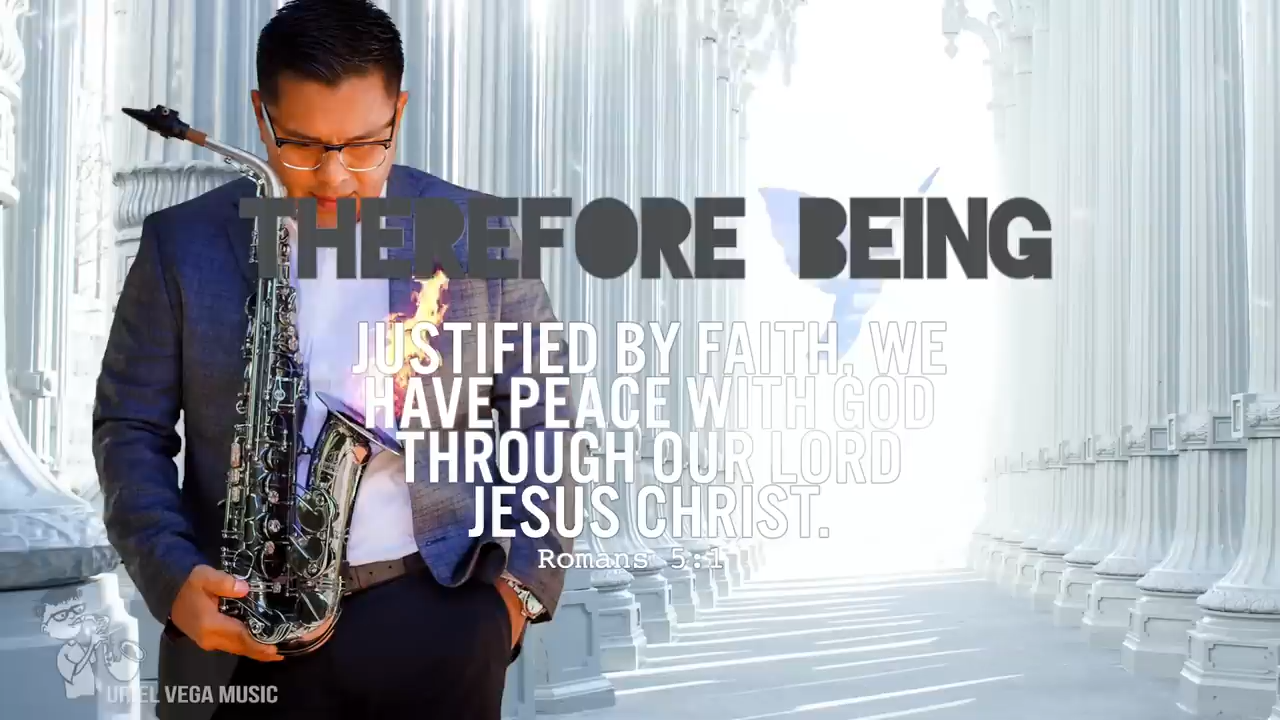 THEREFORE BEING
JUSTIFIED BY FAITH, WE
HAVE PEACE WITH GOD
THROUGH OUR LORD
JESUS CHRIST.
Romans 5:1
URIEL VEGA MUSIC